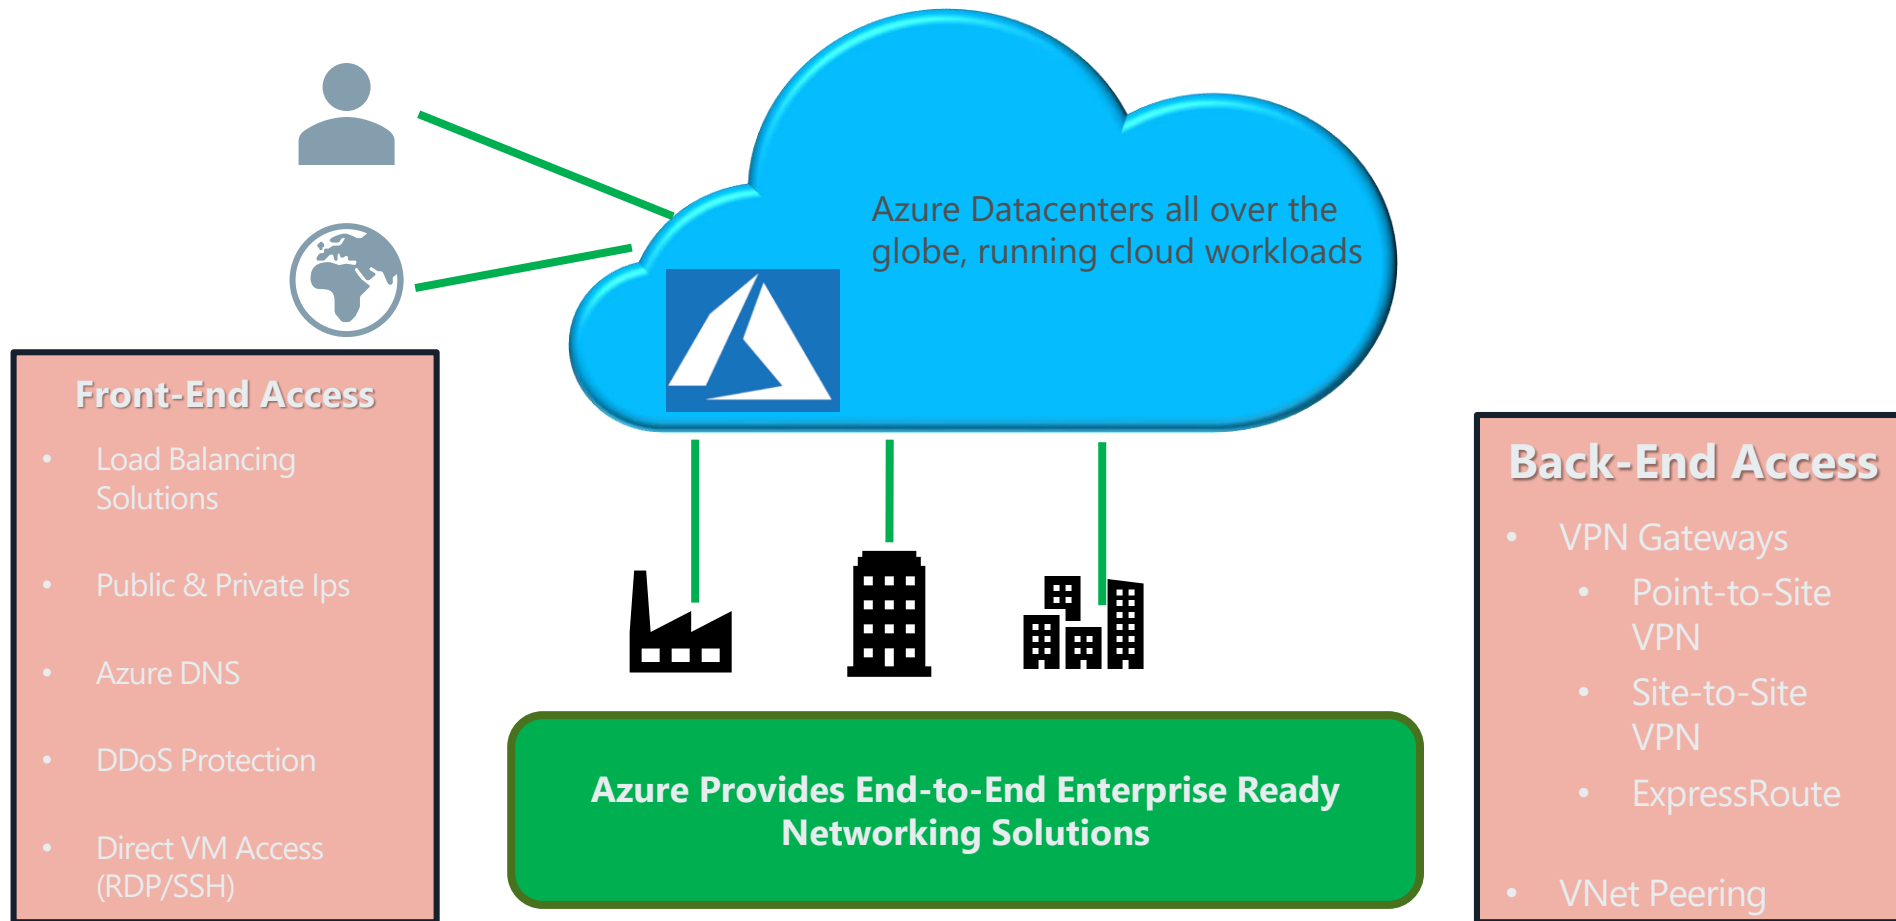 Azure Datacenters all over the
globe, running cloud workloads
Front-End Access
• Load Balancing
Solutions
• Public & Private Ips
• Azure DNS
• DDoS Protection
• Direct VM Access
(RDP/SSH)
Azure Provides End-to-End Enterprise Ready
Networking Solutions
Back-End Access
• VPN Gateways
• Point-to-Site
VPN
• Site-to-Site
VPN
• ExpressRoute
• VNet Peering